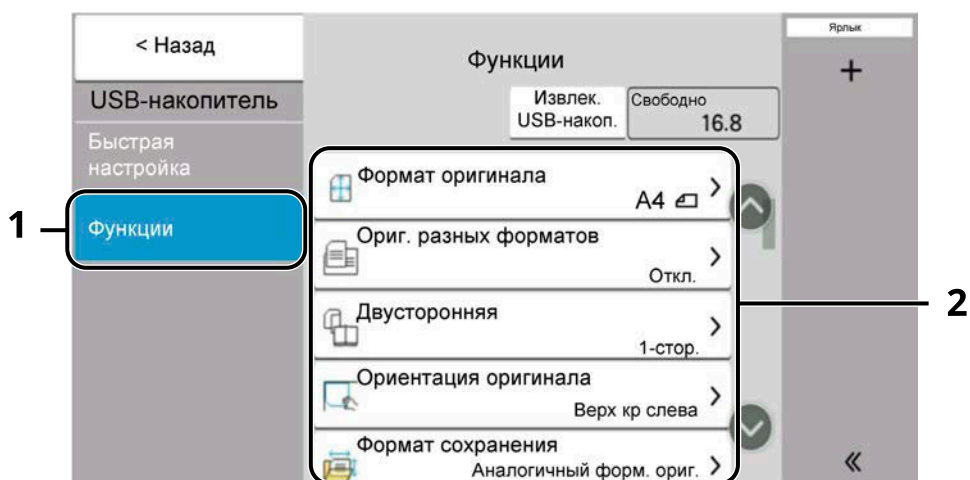 < Назад
USB-накопитель
Быстрая
настройка
Функции
1
Функции
Извлек.
USB-накоп.
Свободно
16.8
Формат оригинала
A4
Ориг. разных форматов
Откл.
Двусторонняя
1-стор.
Ориентация оригинала
Верх кр слева
Формат сохранения
Аналогичный форм. ориг.
2
Ярлык
+
«